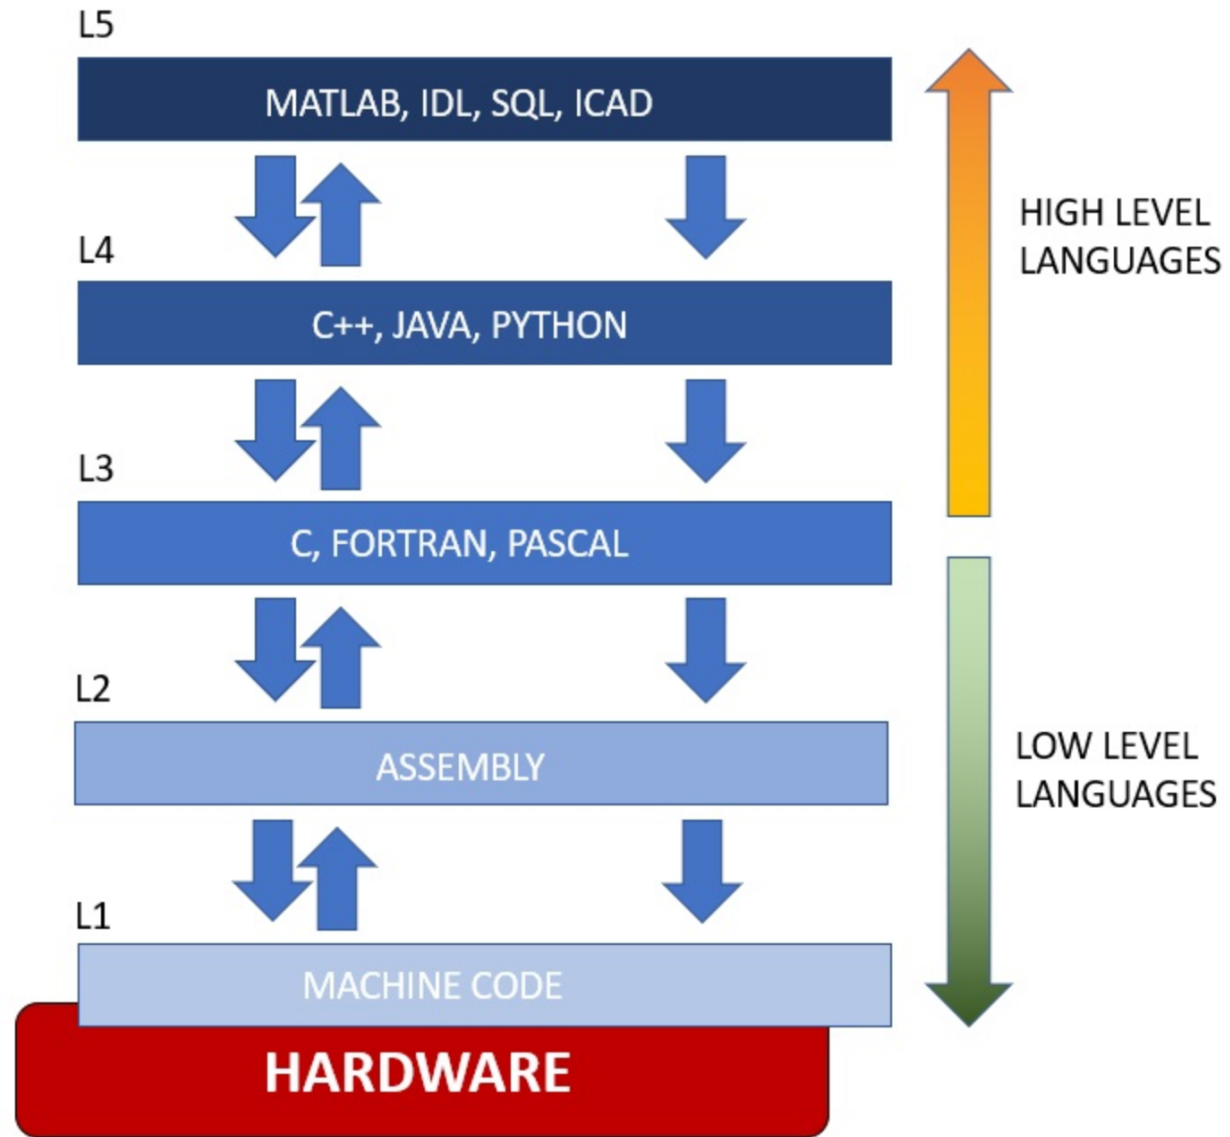 L5
MATLAB, IDL, SQL, ICAD
HIGH LEVEL
LANGUAGES
L4
C++, JAVA, PYTHON
L3
C, FORTRAN, PASCAL
L2
ASSEMBLY
LOW LEVEL
LANGUAGES
L1
MACHINE CODE
HARDWARE